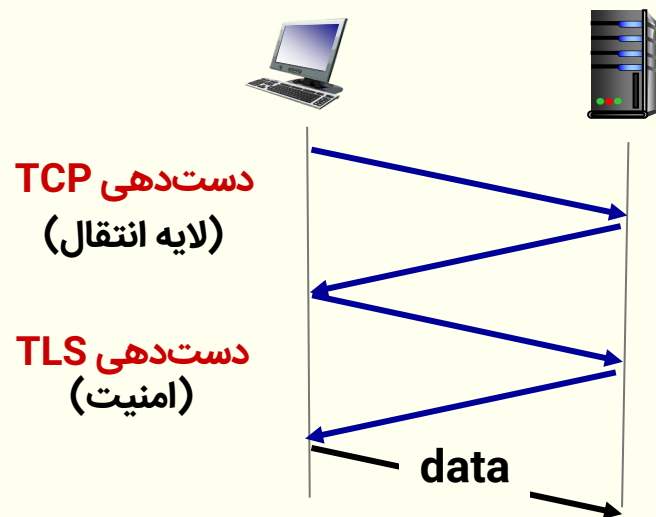 دست‌دهی TCP
(لایه انتقال)
دست‌دهی TLS
(امنیت)
data